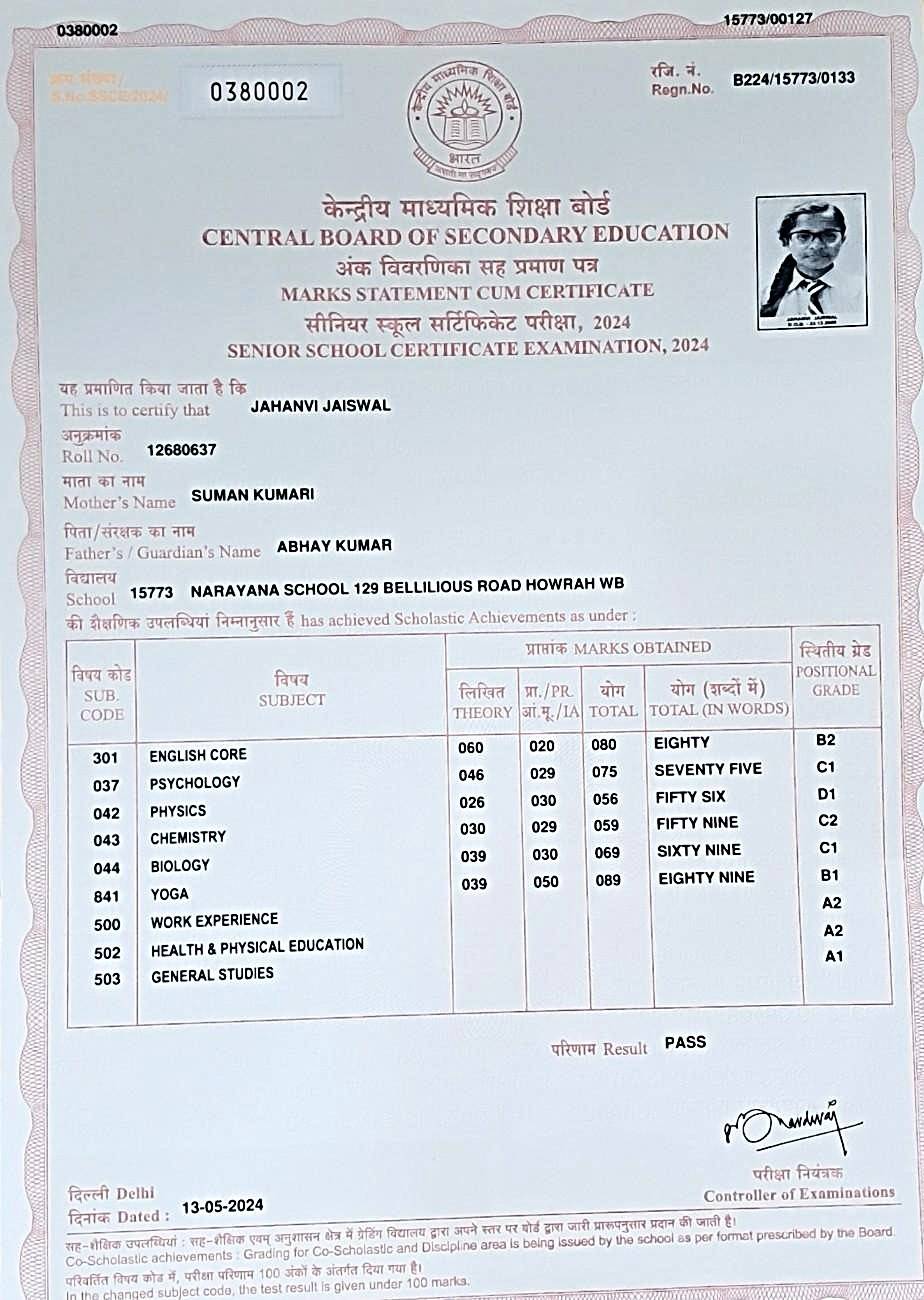 0380002
15773/00127
क्रम संख्या/
S.No.SSCE/2024/
0380002
रजि. नं.
Regn.No. B224/15773/0133
केन्द्रीय माध्यमिक शिक्षा बोर्ड
भारत
केन्द्रीय माध्यमिक शिक्षा बोर्ड
CENTRAL BOARD OF SECONDARY EDUCATION
अंक विवरणिका सह प्रमाण पत्र
MARKS STATEMENT CUM CERTIFICATE
सीनियर स्कूल सर्टिफिकेट परीक्षा, 2024
SENIOR SCHOOL CERTIFICATE EXAMINATION, 2024
यह प्रमाणित किया जाता है कि
This is to certify that JAHANVI JAISWAL
अनुक्रमांक
Roll No. 12680637
माता का नाम
Mother's Name SUMAN KUMARI
पिता/संरक्षक का नाम
Father's / Guardian's Name ABHAY KUMAR
विद्यालय
School 15773 NARAYANA SCHOOL 129 BELLILIOUS ROAD HOWRAH WB
की शैक्षणिक उपलब्धियां निम्नानुसार हैं has achieved Scholastic Achievements as under :
विषय कोड
SUB.
CODE
विषय
SUBJECT
प्राप्तांक MARKS OBTAINED
लिखित
THEORY
प्रा./PR.
आं.मू./IA
योग
TOTAL
योग (शब्दों में)
TOTAL (IN WORDS)
स्थितीय ग्रेड
POSITIONAL
GRADE
301 ENGLISH CORE 060 020 080 EIGHTY B2
037 PSYCHOLOGY 046 029 075 SEVENTY FIVE C1
042 PHYSICS 026 030 056 FIFTY SIX D1
043 CHEMISTRY 030 029 059 FIFTY NINE C2
044 BIOLOGY 039 030 069 SIXTY NINE C1
841 YOGA 039 050 089 EIGHTY NINE B1
500 WORK EXPERIENCE A2
502 HEALTH & PHYSICAL EDUCATION A2
503 GENERAL STUDIES A1
परिणाम Result PASS
परीक्षा नियंत्रक
Controller of Examinations
दिल्ली Delhi
दिनांक Dated : 13-05-2024
सह-शैक्षिक उपलब्धियां : सह-शैक्षिक एवम् अनुशासन क्षेत्र में ग्रेडिंग विद्यालय द्वारा अपने स्तर पर बोर्ड द्वारा जारी प्रारूपनुसार प्रदान की जाती है।
Co-Scholastic achievements : Grading for Co-Scholastic and Discipline area is being issued by the school as per format prescribed by the Board.
परिवर्तित विषय कोड में, परीक्षा परिणाम 100 अंकों के अंतर्गत दिया गया है।
In the changed subject code, the test result is given under 100 marks.